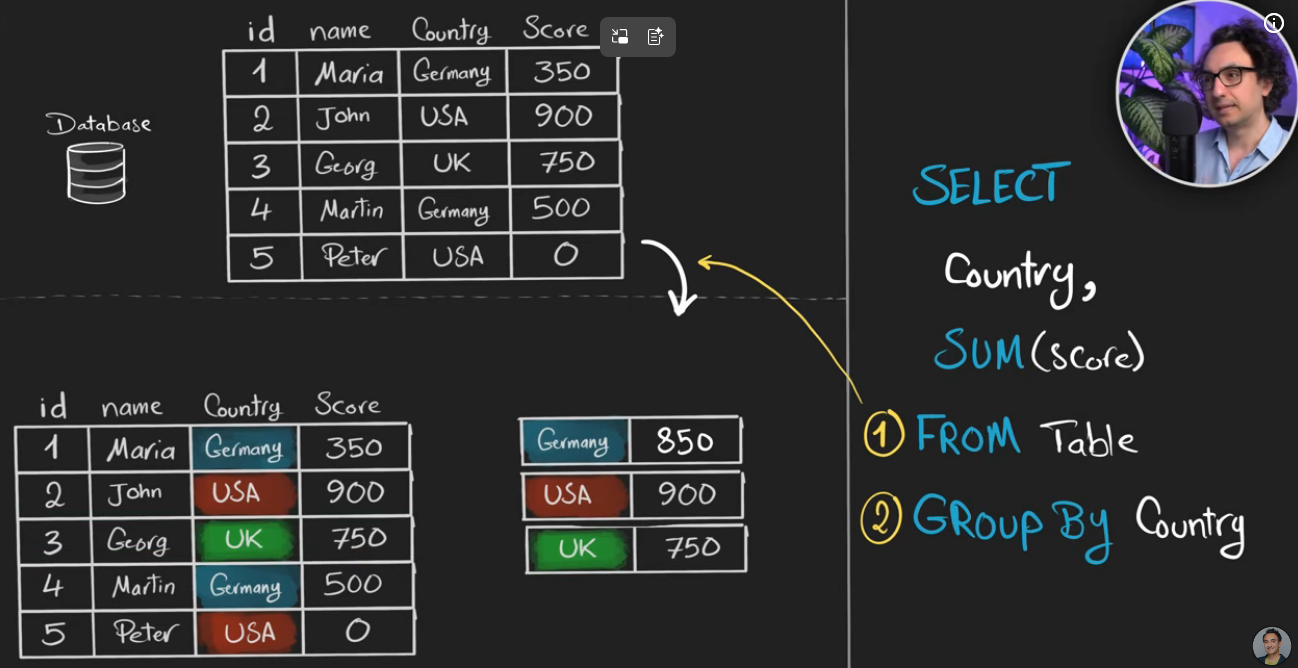 id name Country Score
1 Maria Germany 350
2 John USA 900
3 Georg UK 750
4 Martin Germany 500
5 Peter USA 0
Database
id name Country Score
1 Maria Germany 350
2 John USA 900
3 Georg UK 750
4 Martin Germany 500
5 Peter USA 0
Germany 850
USA 900
UK 750
SELECT
Country,
SUM(score)
1 FROM Table
2 GROUP BY Country